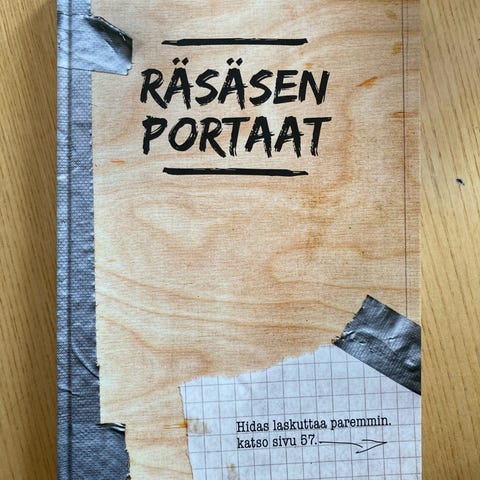 RÄSÄSEN
PORTAAT
Hidas laskuttaa paremmin.
katso sivu 57.